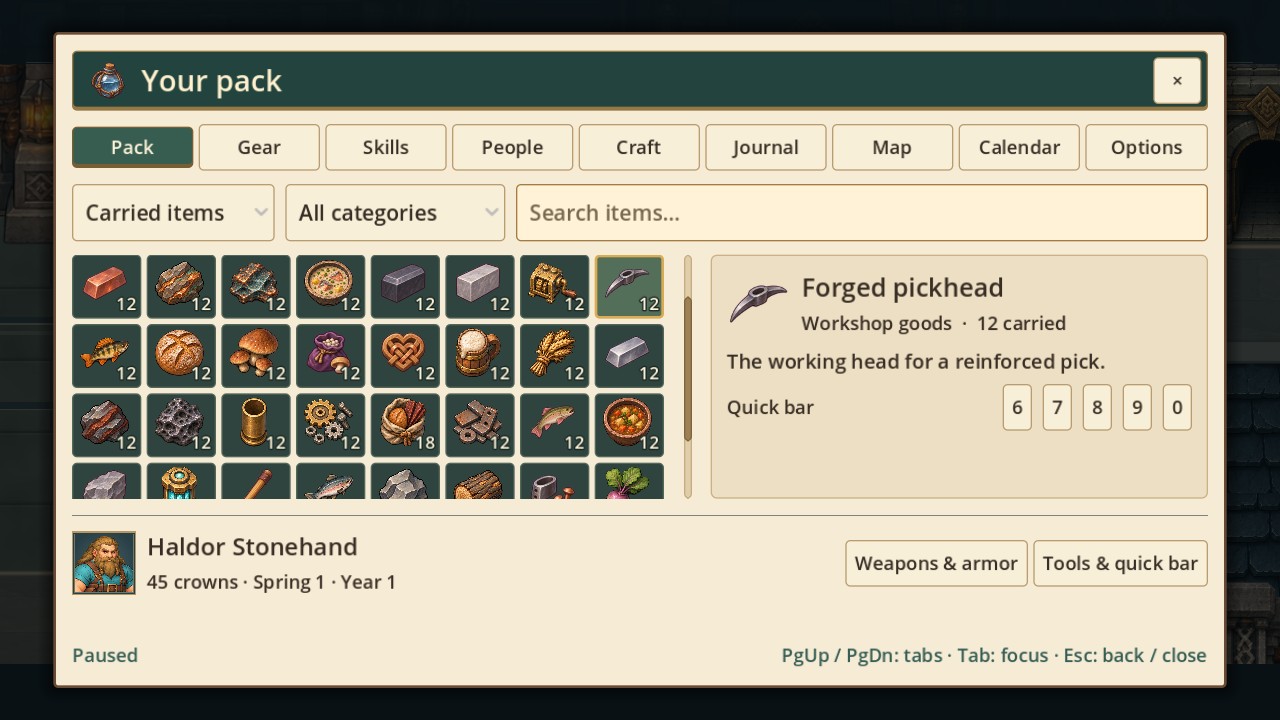 Your pack
×
Pack Gear Skills People Craft Journal Map Calendar Options
Carried items All categories Search items...
12 12 12 12 12 12 12 12
12 12 12 12 12 12 12 12
12 12 12 12 18 12 12 12
Forged pickhead
Workshop goods · 12 carried
The working head for a reinforced pick.
Quick bar 6 7 8 9 0
Haldor Stonehand
45 crowns · Spring 1 · Year 1
Weapons & armor Tools & quick bar
Paused
PgUp / PgDn: tabs · Tab: focus · Esc: back / close